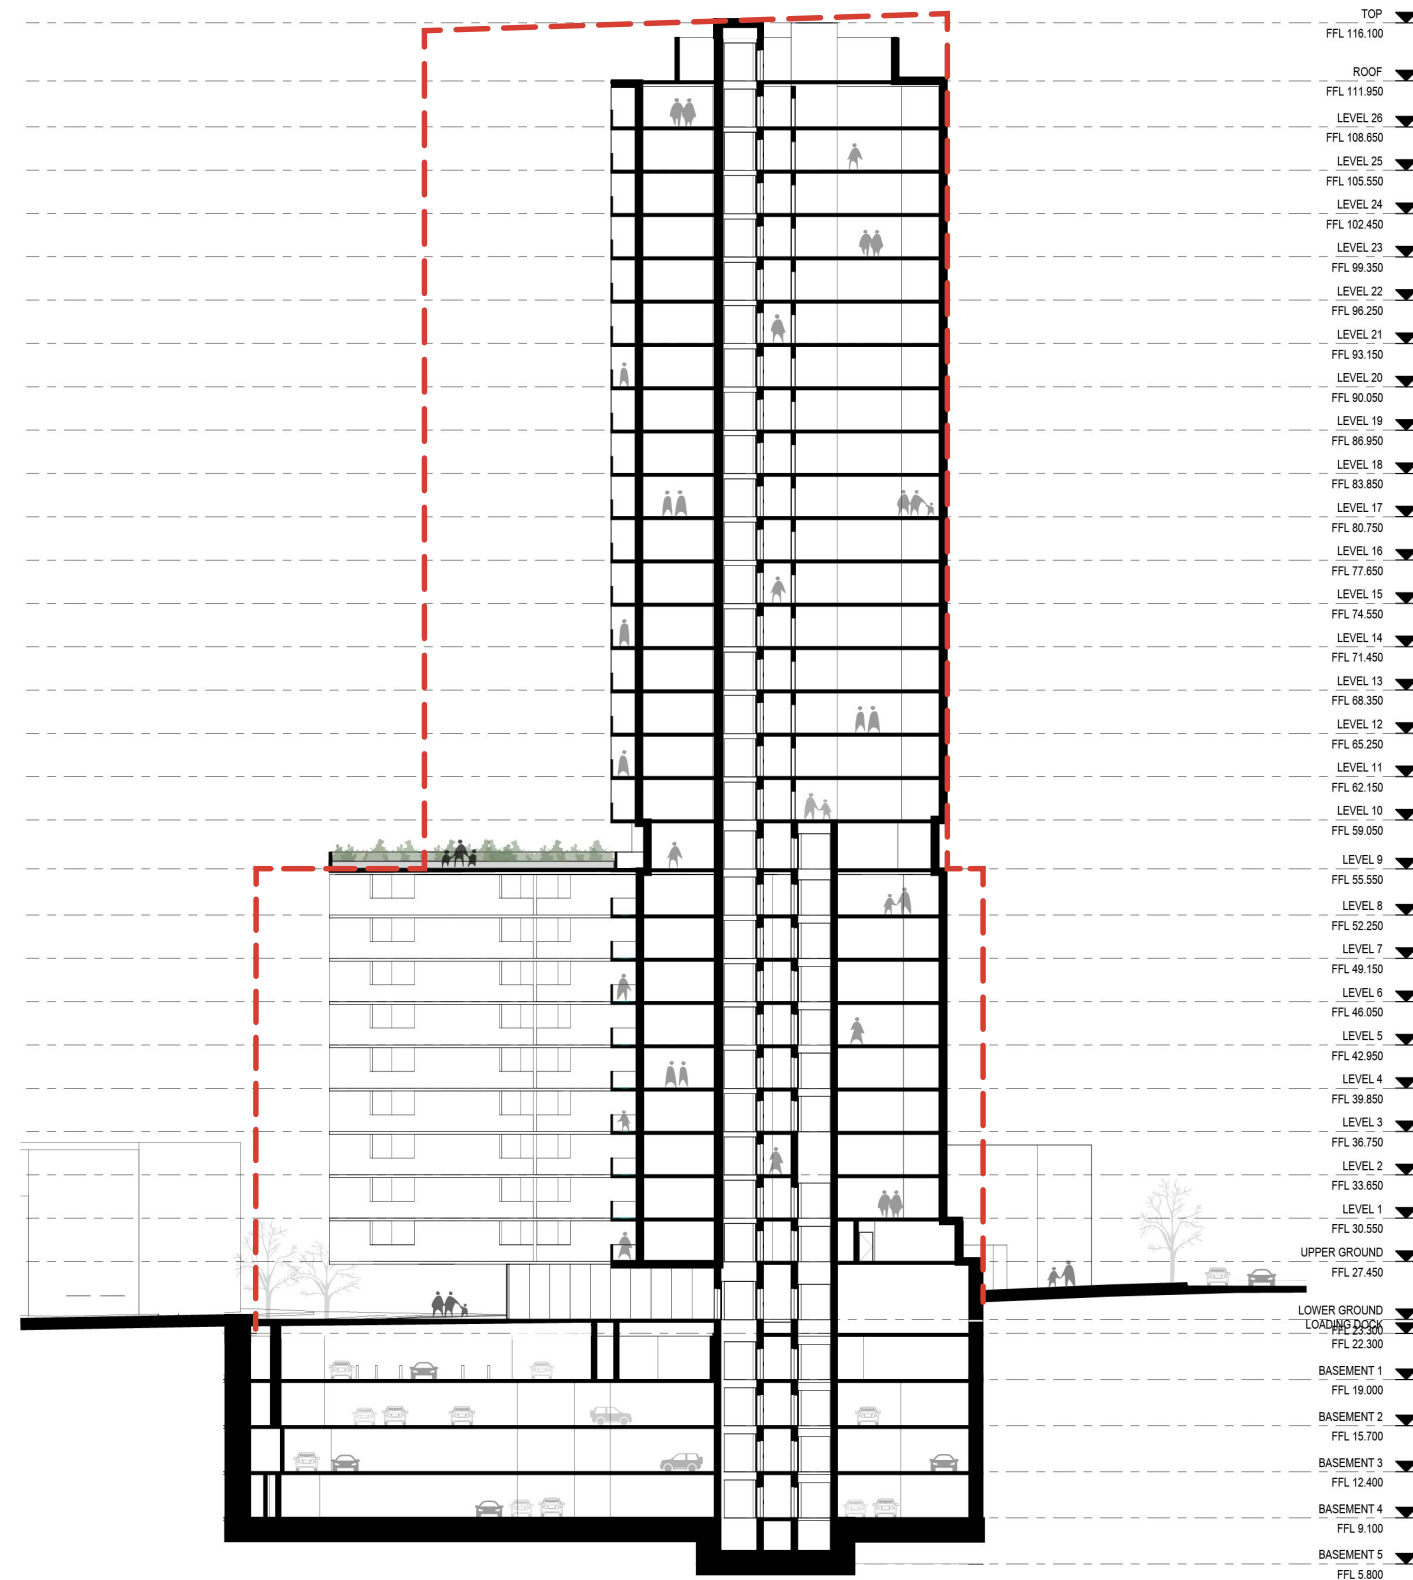 TOP
FFL 116.100
ROOF
FFL 111.950
LEVEL 26
FFL 108.650
LEVEL 25
FFL 105.550
LEVEL 24
FFL 102.450
LEVEL 23
FFL 99.350
LEVEL 22
FFL 96.250
LEVEL 21
FFL 93.150
LEVEL 20
FFL 90.050
LEVEL 19
FFL 86.950
LEVEL 18
FFL 83.850
LEVEL 17
FFL 80.750
LEVEL 16
FFL 77.650
LEVEL 15
FFL 74.550
LEVEL 14
FFL 71.450
LEVEL 13
FFL 68.350
LEVEL 12
FFL 65.250
LEVEL 11
FFL 62.150
LEVEL 10
FFL 59.050
LEVEL 9
FFL 55.550
LEVEL 8
FFL 52.250
LEVEL 7
FFL 49.150
LEVEL 6
FFL 46.050
LEVEL 5
FFL 42.950
LEVEL 4
FFL 39.850
LEVEL 3
FFL 36.750
LEVEL 2
FFL 33.650
LEVEL 1
FFL 30.550
UPPER GROUND
FFL 27.450
LOWER GROUND
LOADING DOCK
FFL 23.300
FFL 22.300
BASEMENT 1
FFL 19.000
BASEMENT 2
FFL 15.700
BASEMENT 3
FFL 12.400
BASEMENT 4
FFL 9.100
BASEMENT 5
FFL 5.800